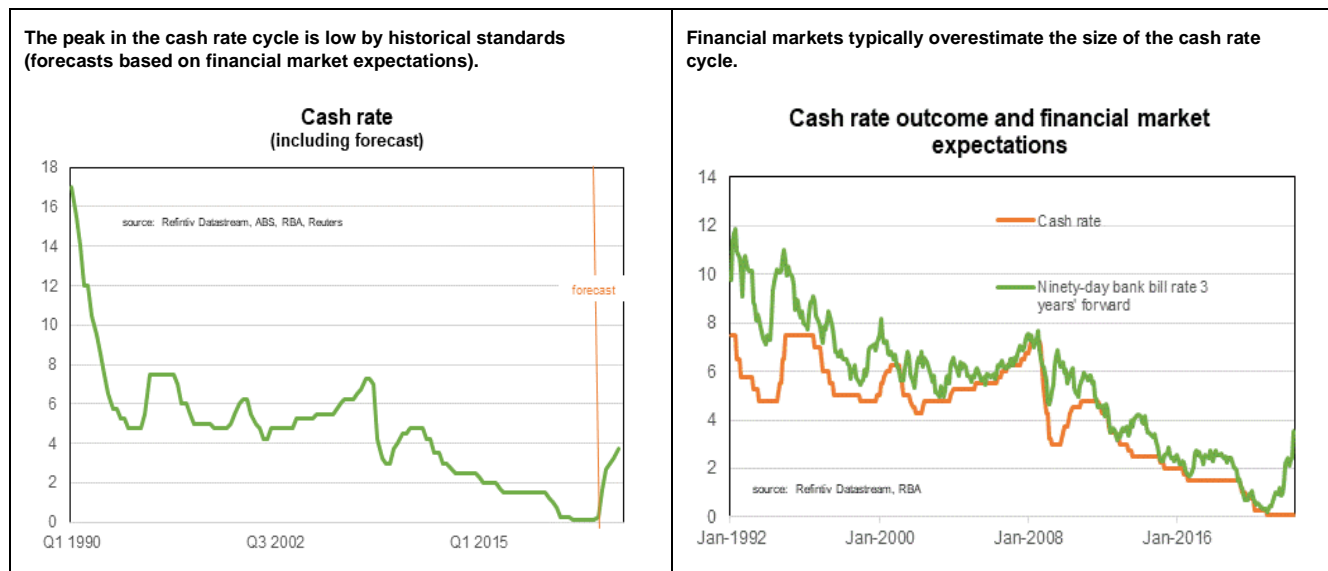 The peak in the cash rate cycle is low by historical standards
(forecasts based on financial market expectations).
Cash rate
(including forecast)
18
16
14
12
10
8
6
4
2
0
source: Refintiv Datastream, ABS, RBA, Reuters
forecast
Q1 1990
Q3 2002
Q1 2015
Financial markets typically overestimate the size of the cash rate
cycle.
Cash rate outcome and financial market
expectations
14
12
10
8
6
4
2
0
Cash rate
Ninety-day bank bill rate 3
years' forward
source: Refintiv Datastream, RBA
Jan-1992
Jan-2000
Jan-2008
Jan-2016